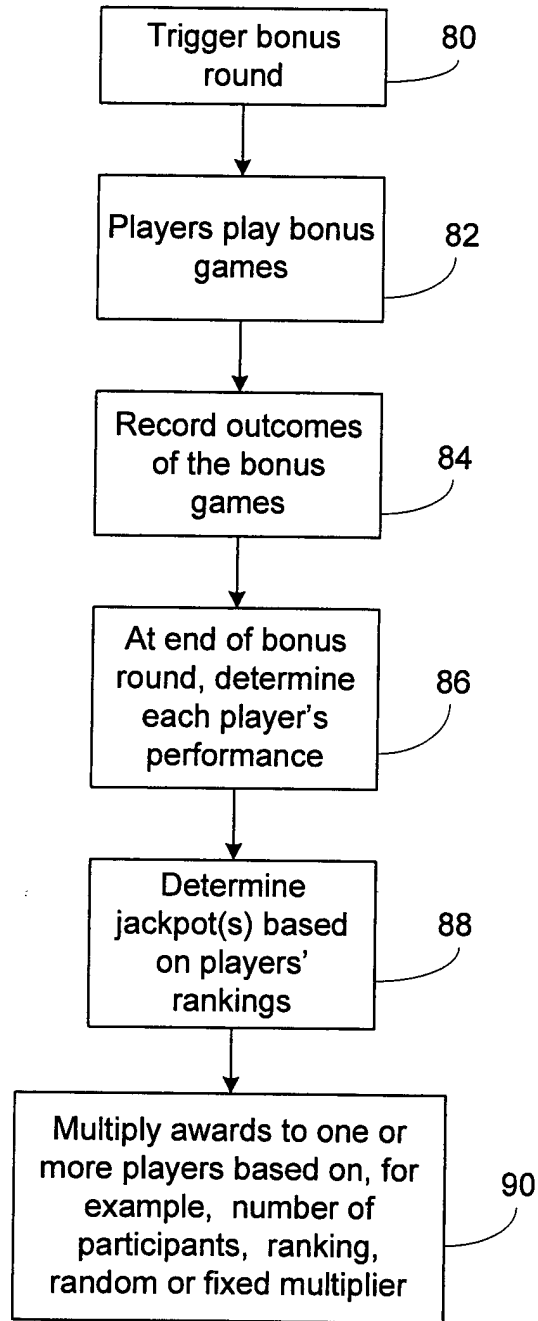 Trigger bonus
round
80
Players play bonus
games
82
Record outcomes
of the bonus
games
84
At end of bonus
round, determine
each player's
performance
86
Determine
jackpot(s) based
on players'
rankings
88
Multiply awards to one or
more players based on, for
example, number of
participants, ranking,
random or fixed multiplier
90